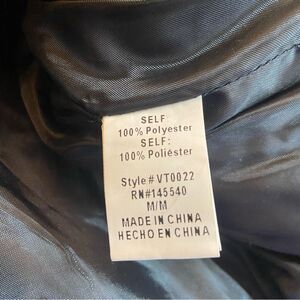 SELF
100% Polyester
SELF:
100% Poliéster
Style # VT0022
RN#145540
M/M
MADE IN CHINA
HECHO EN CHINA